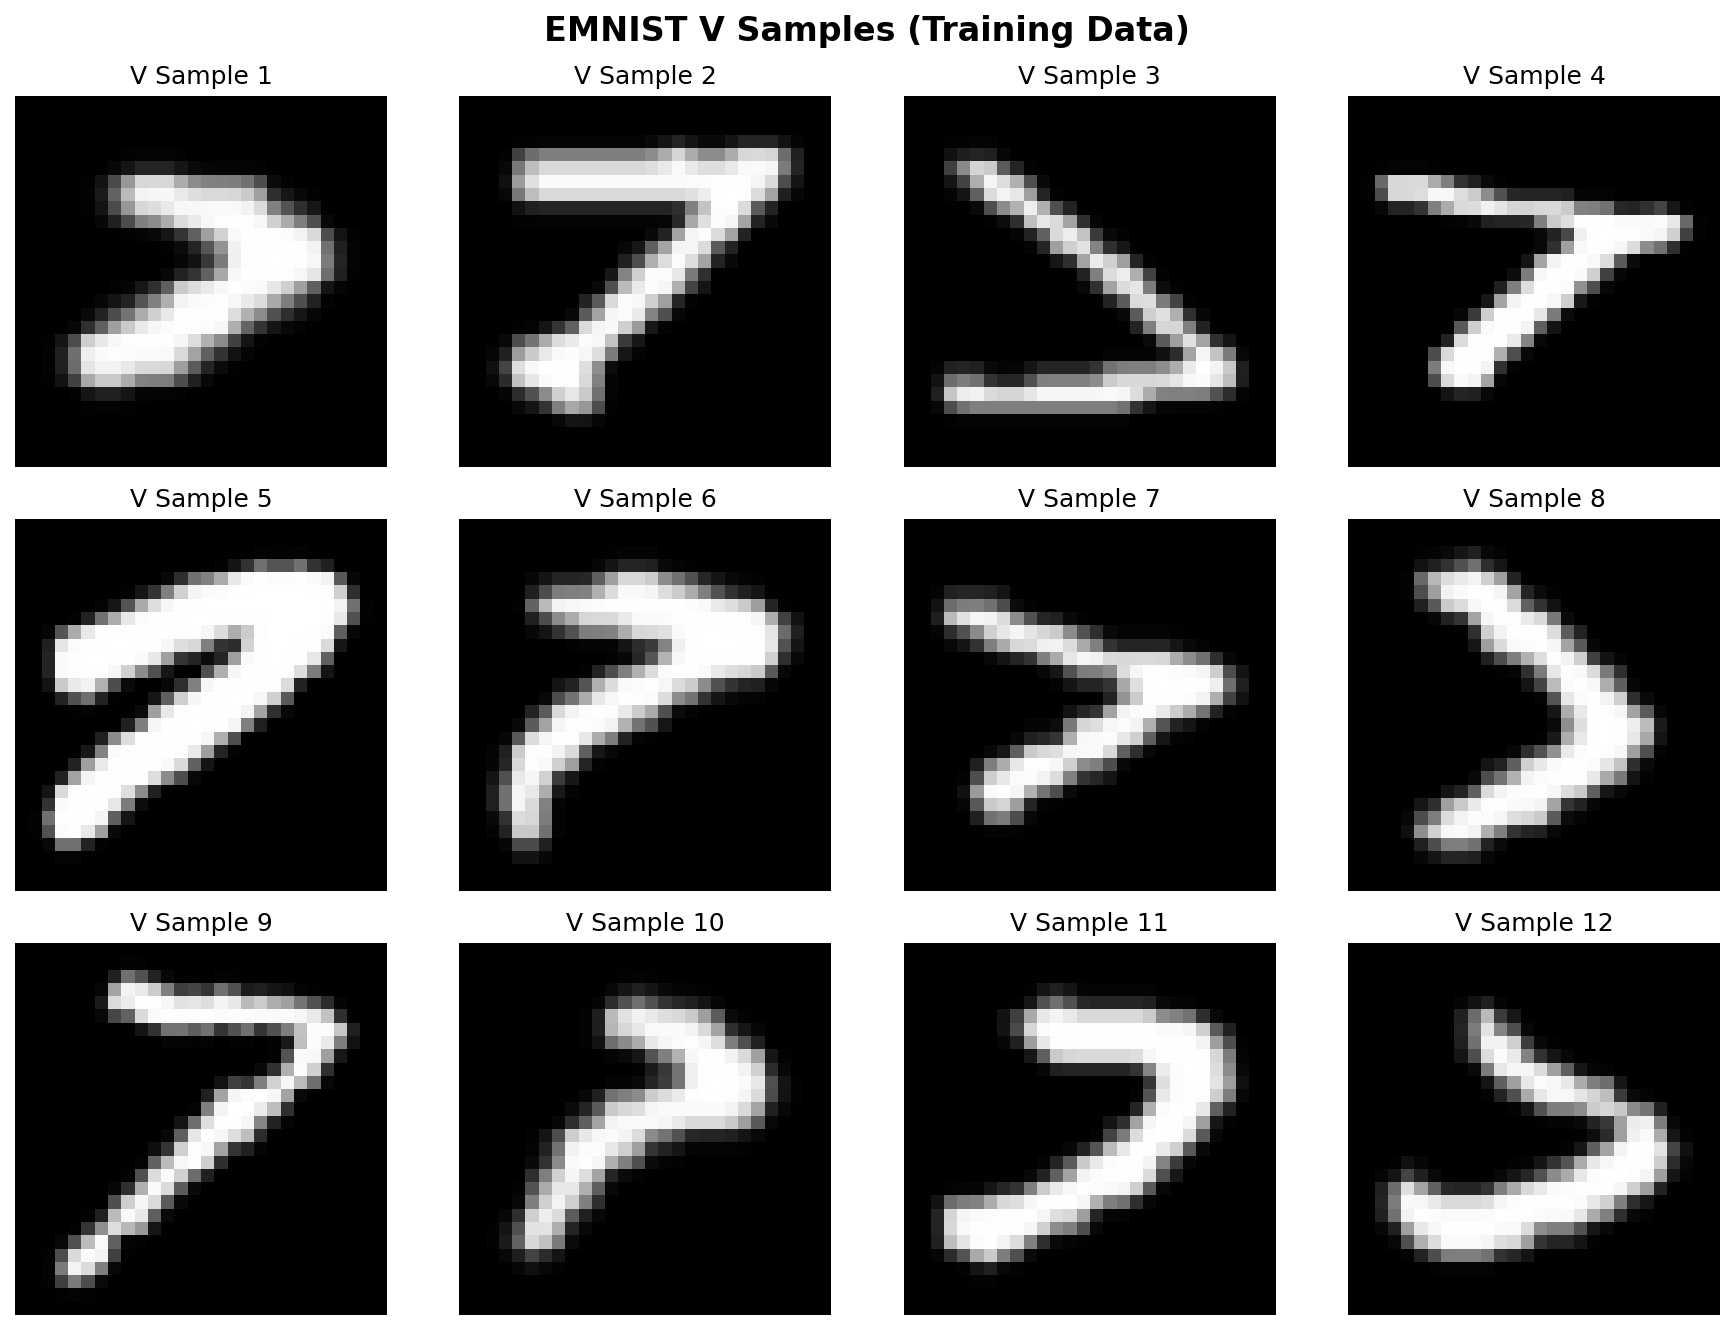 EMNIST V Samples (Training Data)
V Sample 1
V Sample 2
V Sample 3
V Sample 4
V Sample 5
V Sample 6
V Sample 7
V Sample 8
V Sample 9
V Sample 10
V Sample 11
V Sample 12